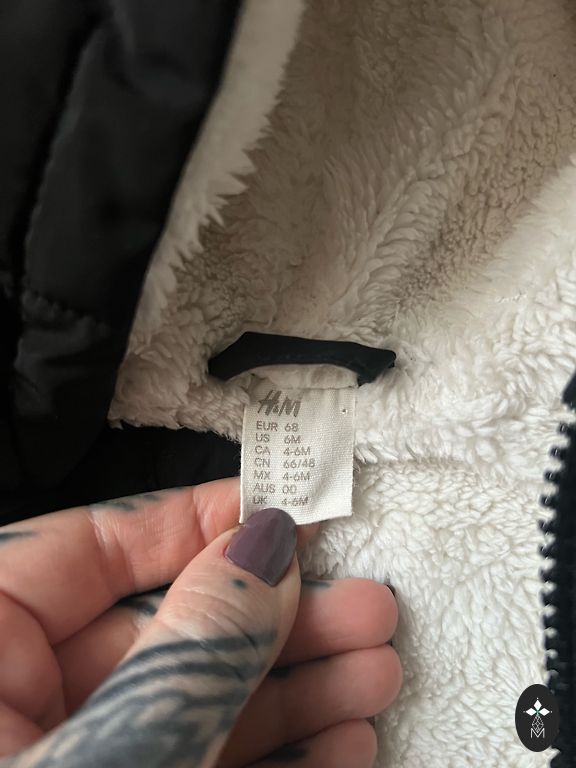 H&M
EUR 68
US 6M
CA 4-6M
CN 66/48
MX 4-6M
AUS 00
UK 4-6M
M